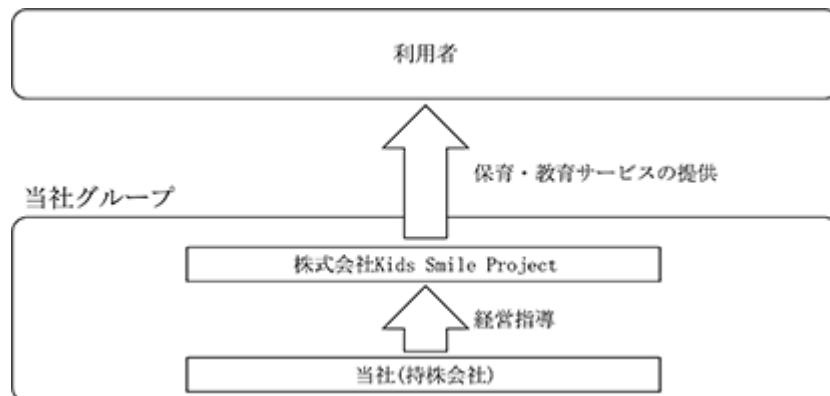 利用者
保育・教育サービスの提供
当社グループ
株式会社Kids Smile Project
経営指導
当社(持株会社)